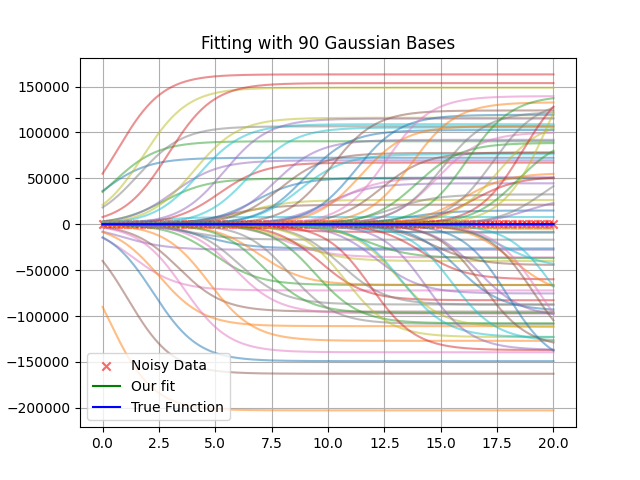 Fitting with 90 Gaussian Bases
150000
100000
50000
0
−50000
−100000
−150000
−200000
Noisy Data
Our fit
True Function
0.0 2.5 5.0 7.5 10.0 12.5 15.0 17.5 20.0